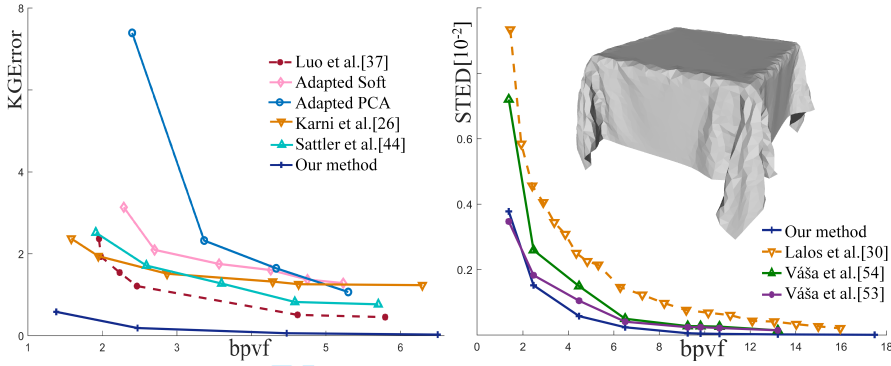 8
KGError
4
2
0
1
2
3
5
6
bpvf
Luo et al.[37]
Adapted Soft
Adapted PCA
Karni et al.[26]
Sattler et al.[44]
Our method
STED[10-2]
0.6
0.4
0.2
0
2
4
6
8
bpvf
12
14
16
18
Our method
Lalos et al.[30]
Váša et al.[54]
Váša et al.[53]